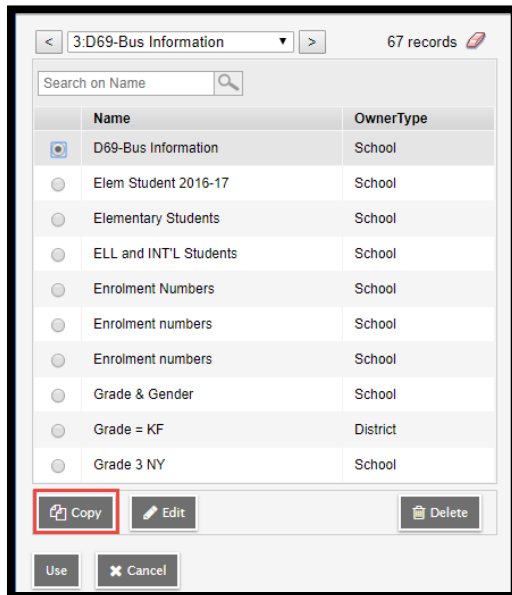 < 3:D69-Bus Information > 67 records
Search on Name
Name OwnerType
D69-Bus Information School
Elem Student 2016-17 School
Elementary Students School
ELL and INT'L Students School
Enrolment Numbers School
Enrolment numbers School
Enrolment numbers School
Grade & Gender School
Grade = KF District
Grade 3 NY School
Copy Edit Delete
Use Cancel